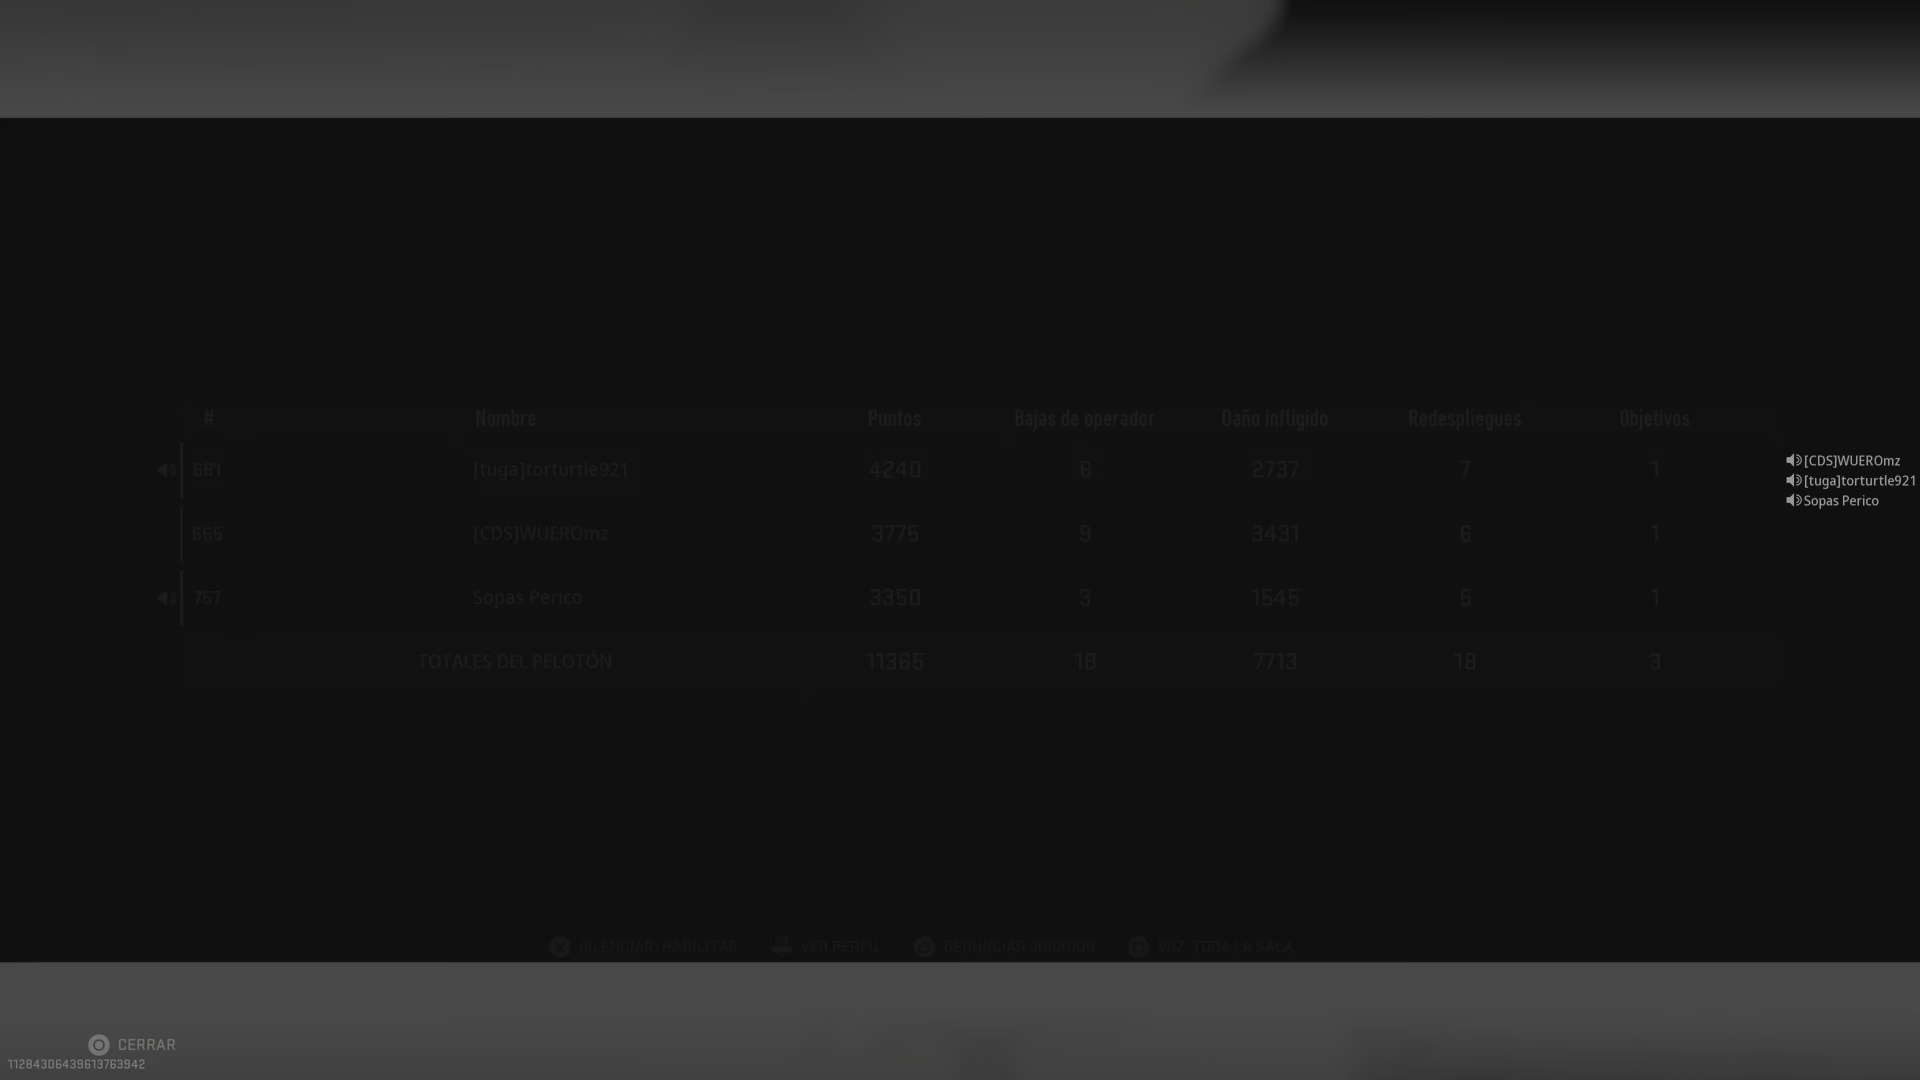 # Nombre Puntos Bajas de operador Daño infligido Redespliegues Objetivos
681 [tuga]torturtle921 4240 6 2737 7 1
665 [CDS]WUEROmz 3775 9 3431 6 1
757 Sopas Perico 3350 3 1545 5 1
TOTALES DEL PELOTÓN 11365 18 7713 18 3
[CDS]WUEROmz
[tuga]torturtle921
Sopas Perico
SILENCIAR/HABILITAR VER PERFIL DENUNCIAR JUGADOR VOZ: TODA LA SALA
CERRAR
11284306439613763942